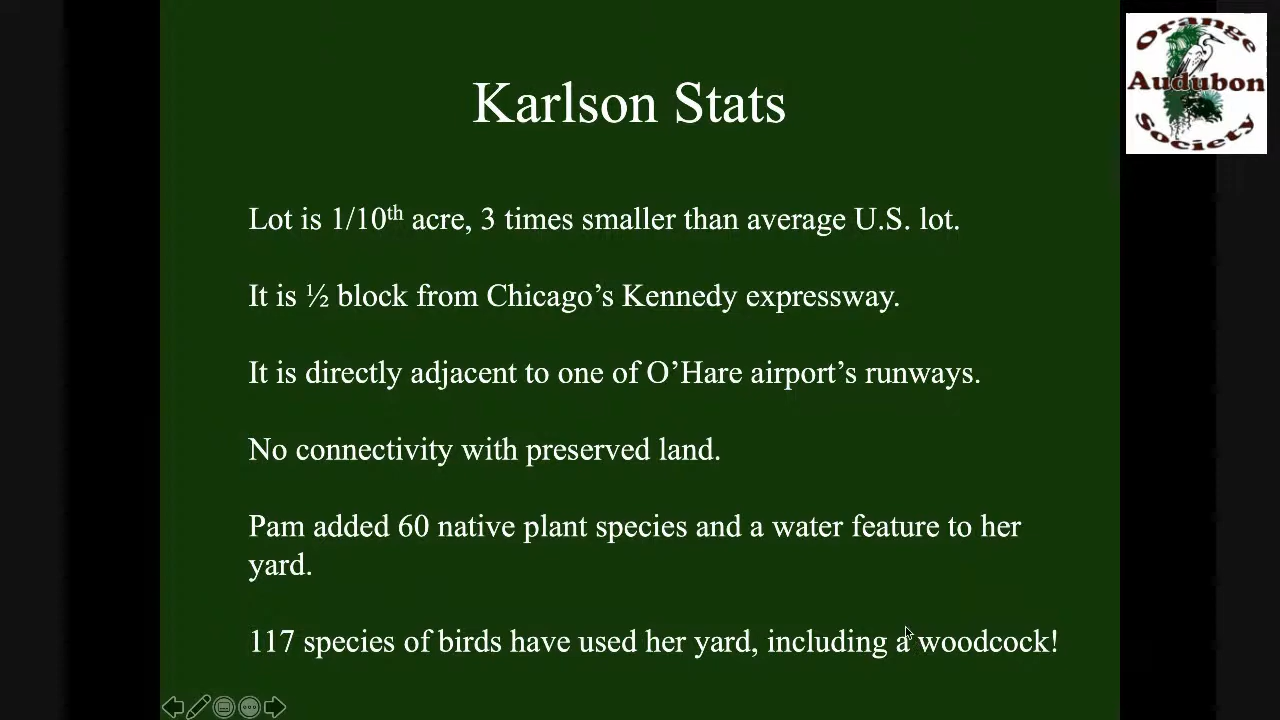 Karlson Stats
Orange
Audubon
Society
Lot is 1/10th acre, 3 times smaller than average U.S. lot.
It is ½ block from Chicago’s Kennedy expressway.
It is directly adjacent to one of O’Hare airport’s runways.
No connectivity with preserved land.
Pam added 60 native plant species and a water feature to her
yard.
117 species of birds have used her yard, including a woodcock!